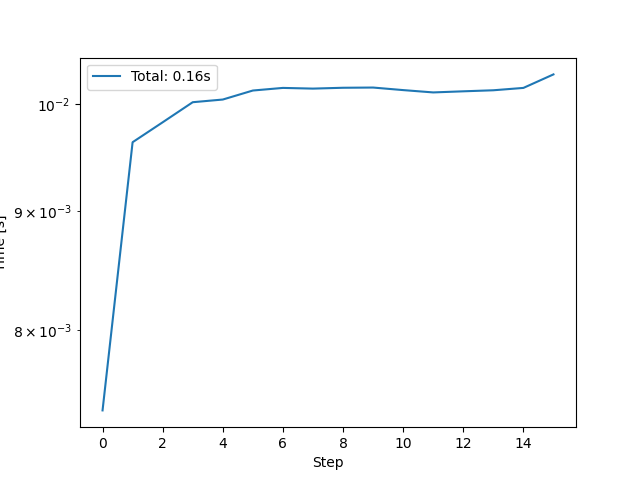 Total: 0.16s
10⁻²
9 × 10⁻³
8 × 10⁻³
Time [s]
0 2 4 6 8 10 12 14
Step